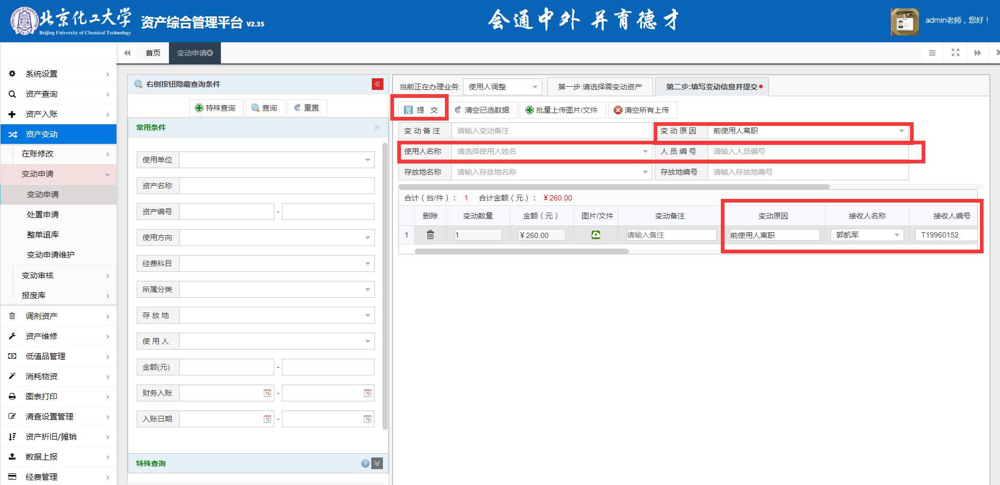 北京化工大学
Beijing University of Chemical Technology
资产综合管理平台 V2.35
会通中外 并育德才
admin老师，您好！
首页
变动申请
系统设置
资产查询
资产入账
资产变动
在账修改
变动申请
变动申请
处置申请
整单退库
变动申请维护
变动审核
报废库
调剂资产
资产维修
低值品管理
消耗物资
图表打印
清查设置管理
资产折旧/摊销
数据上报
经费管理
右侧按钮隐藏查询条件
特殊查询
查询
重置
常用条件
使用单位
资产名称
资产编号 -
使用方向
经费科目
所属分类
存 放 地
使 用 人
金额(元) -
财务入账 -
入账日期 -
特殊查询
当前正在办理业务: 使用人调整
第一步:请选择需变动资产
第二步:填写变动信息并提交
提 交
清空已选数据
批量上传图片/文件
清空所有上传
变 动 备 注 请输入变动备注
变 动 原 因 前使用人离职
使用人名称 请选择使用人姓名
人 员 编 号 请输入人员编号
存放地名称 请输入存放地名称
存放地编号 请输入存放地编号
合计（台/件）： 1 合计金额（元）： ￥260.00
删除 变动数量 金额（元） 图片/文件 变动备注 变动原因 接收人名称 接收人编号
1 1 ￥260.00 请输入备注 前使用人离职 郭凯军 T19960152